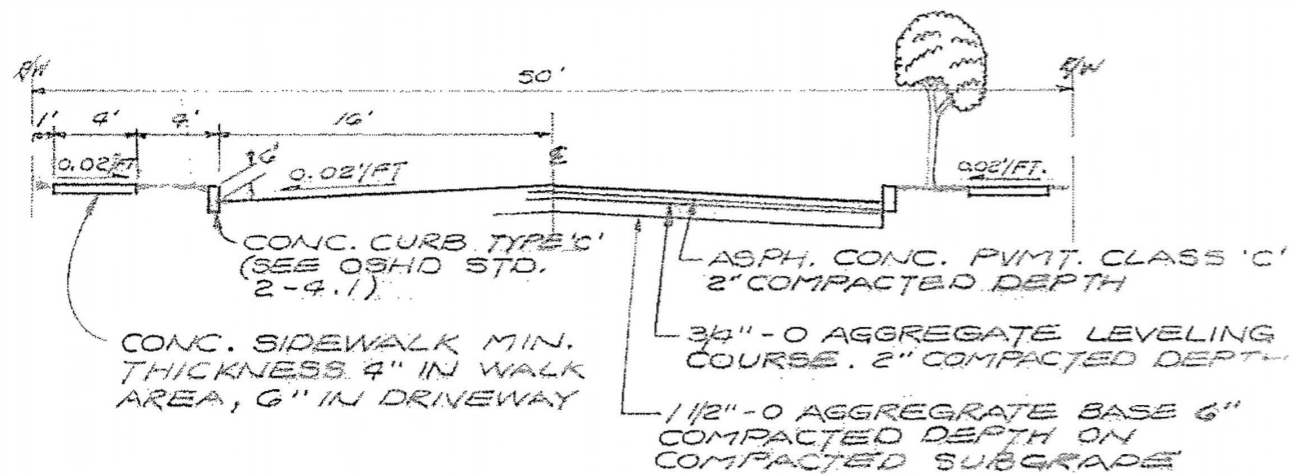 R/W
50'
R/W
1'
4'
4'
16'
0.02'/FT
6"
0.02'/FT
℄
0.02'/FT.
CONC. CURB TYPE 'C'
(SEE OSHD STD.
2-4.1)
ASPH. CONC. PVMT. CLASS 'C'
2" COMPACTED DEPTH
CONC. SIDEWALK MIN.
THICKNESS 4" IN WALK
AREA, 6" IN DRIVEWAY
3/4"-0 AGGREGATE LEVELING
COURSE. 2" COMPACTED DEPTH
1 1/2"-0 AGGREGRATE BASE 6"
COMPACTED DEPTH ON
COMPACTED SUBGRADE